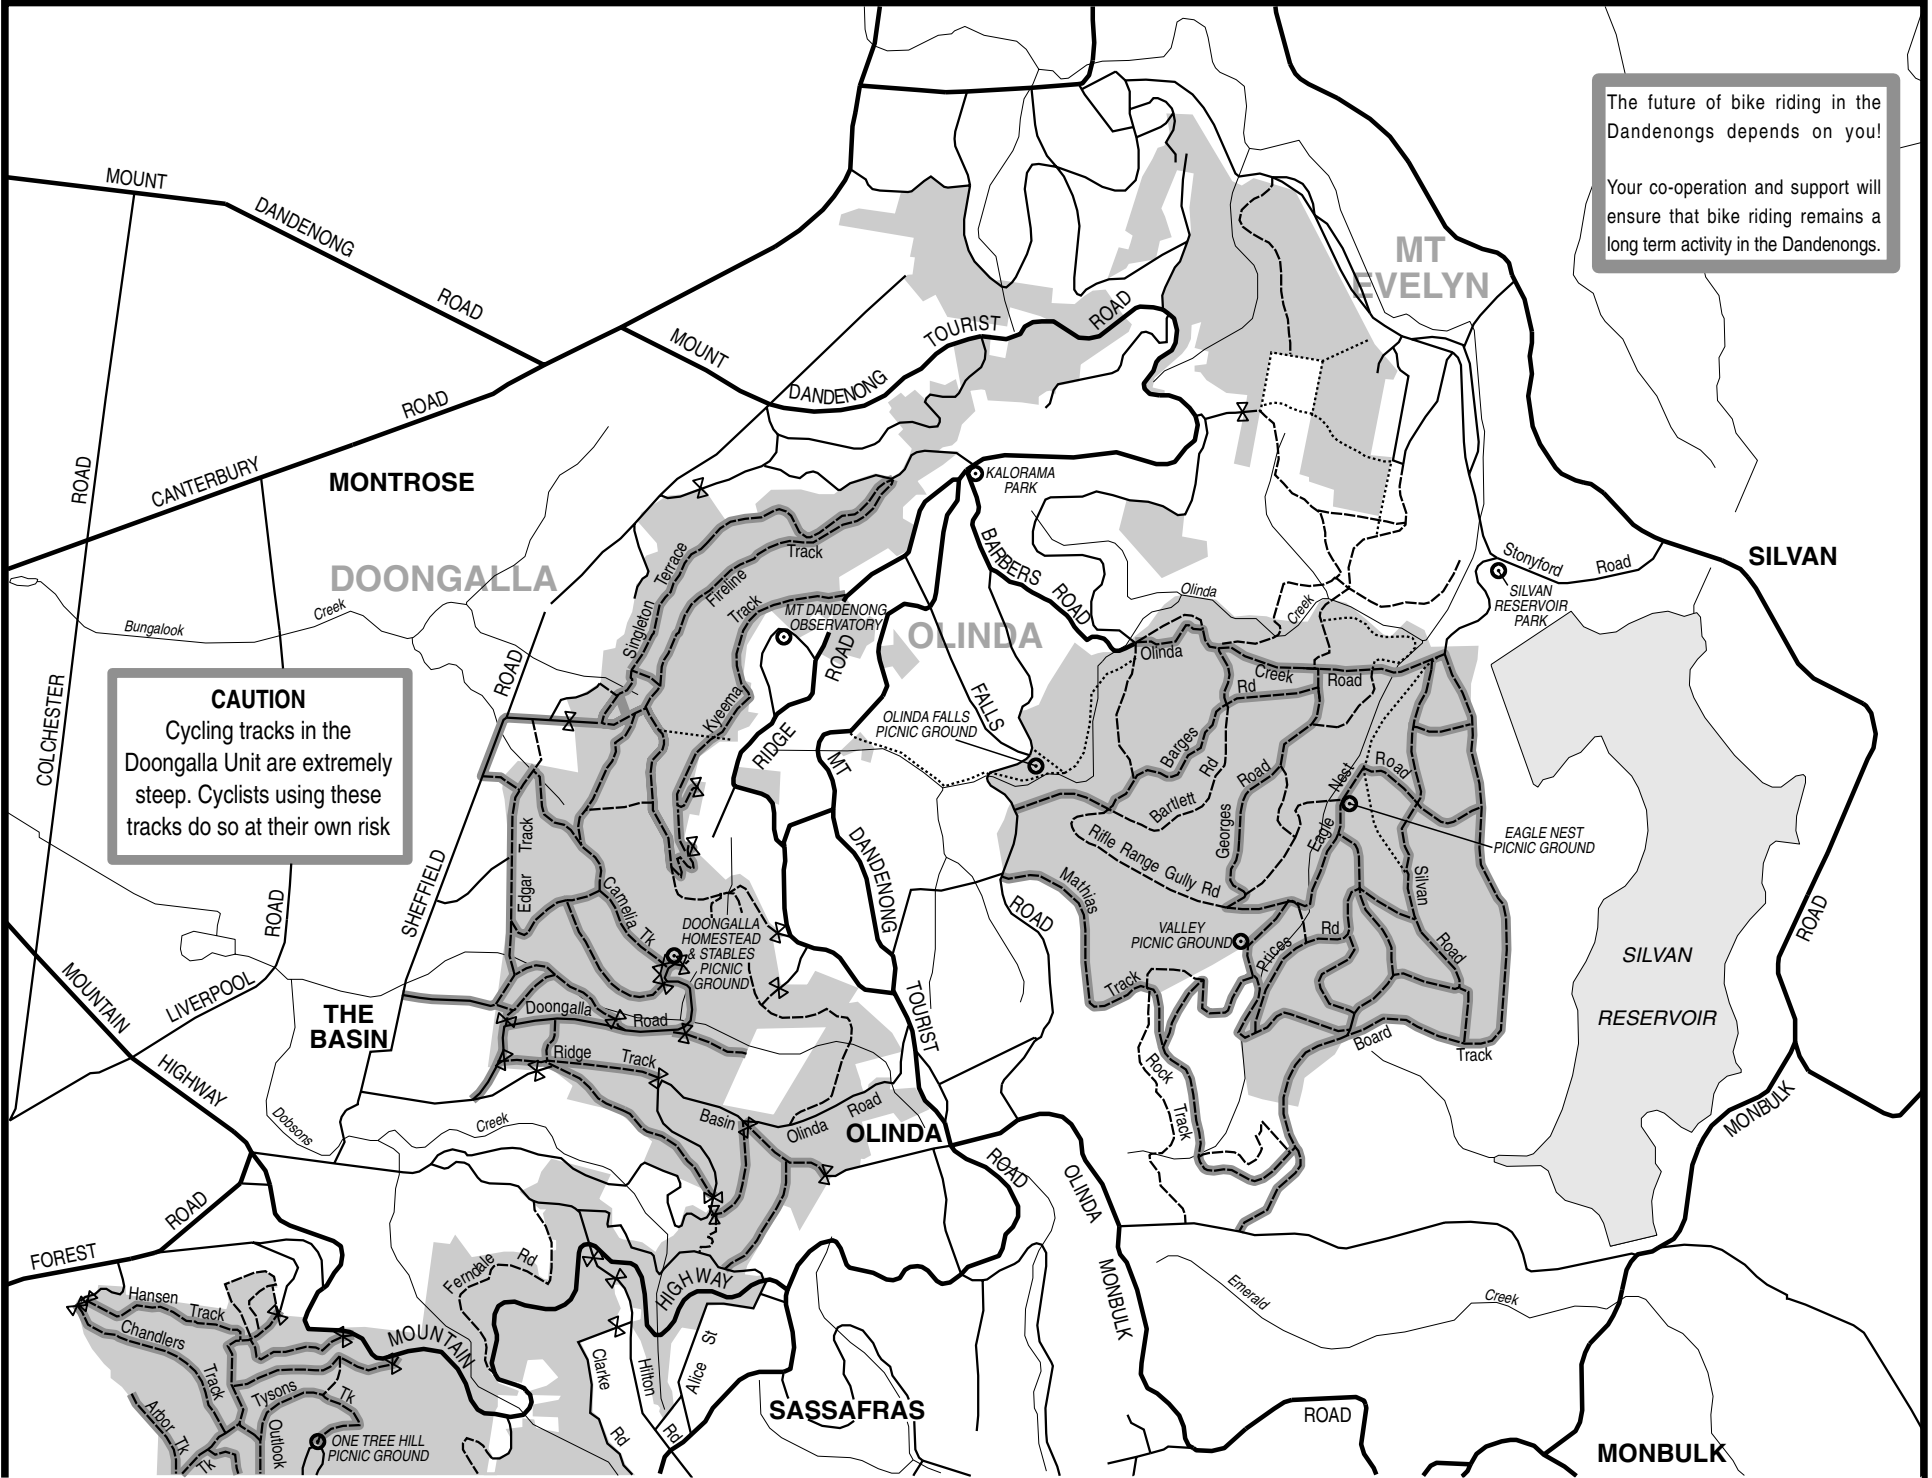 The future of bike riding in the
Dandenongs depends on you!
Your co-operation and support will
ensure that bike riding remains a
long term activity in the Dandenongs.
MOUNT
DANDENONG
ROAD
MT
EVELYN
MOUNT
DANDENONG
TOURIST
ROAD
ROAD
CANTERBURY
ROAD
COLCHESTER
MONTROSE
KALORAMA
PARK
DOONGALLA
Singleton
Terrace
Fireline
Track
Track
Kyeema
MT DANDENONG
OBSERVATORY
ROAD
RIDGE
OLINDA
BARBERS
ROAD
FALLS
ROAD
Olinda
Creek
Stonyford
Road
SILVAN
SILVAN
RESERVOIR
PARK
Bungalook
Creek
CAUTION
Cycling tracks in the
Doongalla Unit are extremely
steep. Cyclists using these
tracks do so at their own risk
ROAD
SHEFFIELD
OLINDA FALLS
PICNIC GROUND
Olinda
Creek
Road
Rd
Barges
Rd
Bartlett
Road
Georges
Nest
Eagle
Road
Silvan
Road
EAGLE NEST
PICNIC GROUND
Rifle Range Gully Rd
Mathias
Track
VALLEY
PICNIC GROUND
Prices
Rd
Board
Track
Rock
Track
SILVAN
RESERVOIR
ROAD
MONBULK
MT
DANDENONG
TOURIST
ROAD
Edgar
Track
Camelia Tk
DOONGALLA
HOMESTEAD
& STABLES
PICNIC
GROUND
Doongalla
Road
Ridge
Track
Basin
Olinda
Road
OLINDA
ROAD
LIVERPOOL
THE
BASIN
MOUNTAIN
HIGHWAY
Dobsons
Creek
ROAD
FOREST
Ferndale
Rd
HIGHWAY
MOUNTAIN
Hansen
Track
Chandlers
Track
Tysons
Tk
Outlook
Arbor Tk
Tk
ONE TREE HILL
PICNIC GROUND
Clarke
Rd
Hilton
Rd
Alice
St
SASSAFRAS
OLINDA
MONBULK
Emerald
Creek
ROAD
MONBULK